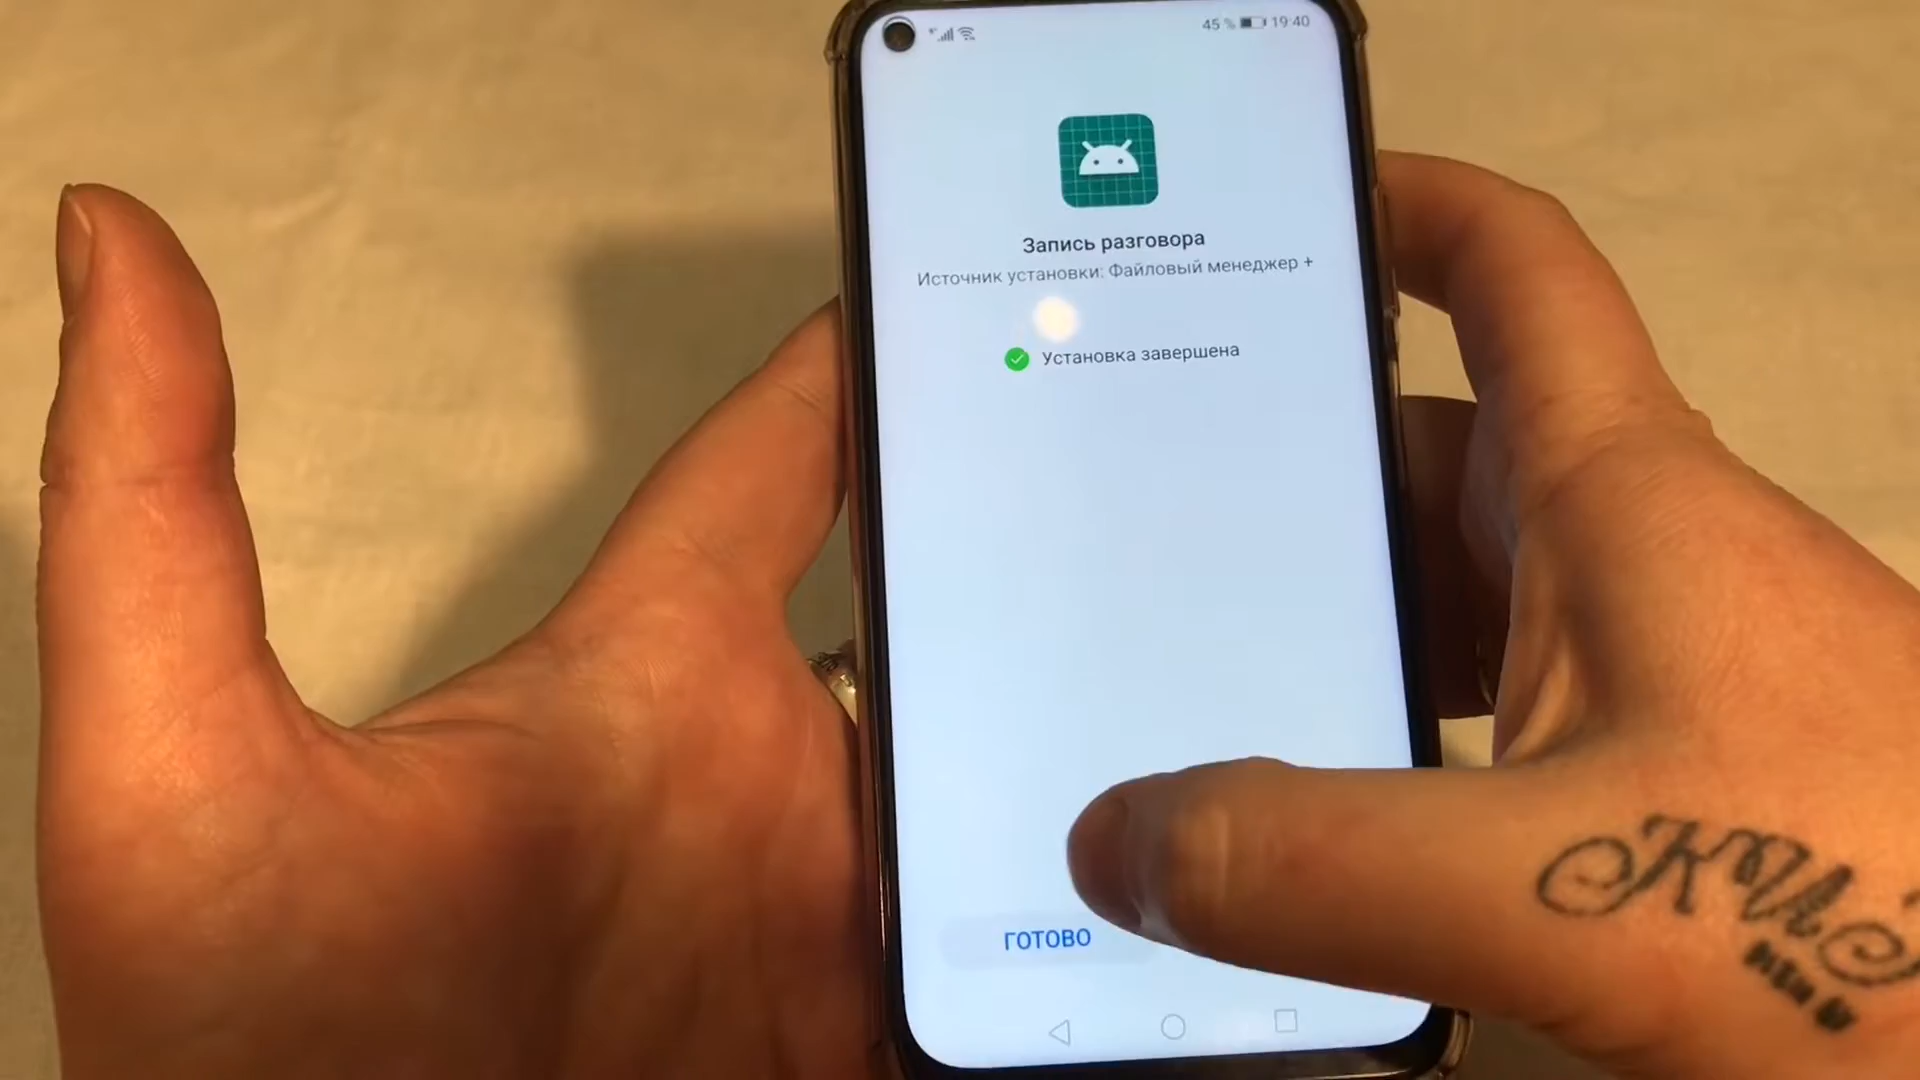 45 % 19:40
Запись разговора
Источник установки: Файловый менеджер +
Установка завершена
ГОТОВО